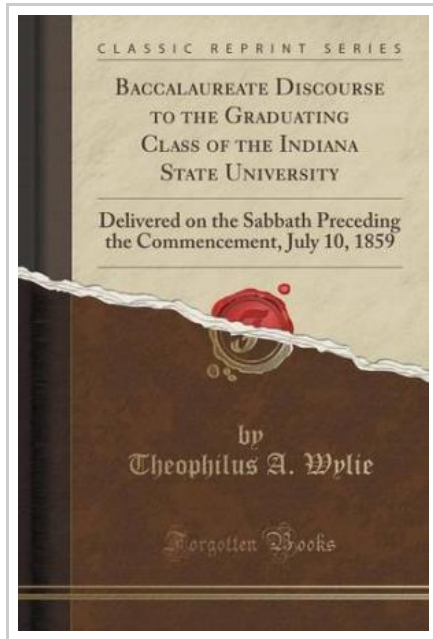 CLASSIC REPRINT SERIES
BACCALAUREATE DISCOURSE
TO THE GRADUATING
CLASS OF THE INDIANA
STATE UNIVERSITY
Delivered on the Sabbath Preceding
the Commencement, July 10, 1859
F
by
Theophilus A. Wylie
Forgotten Books